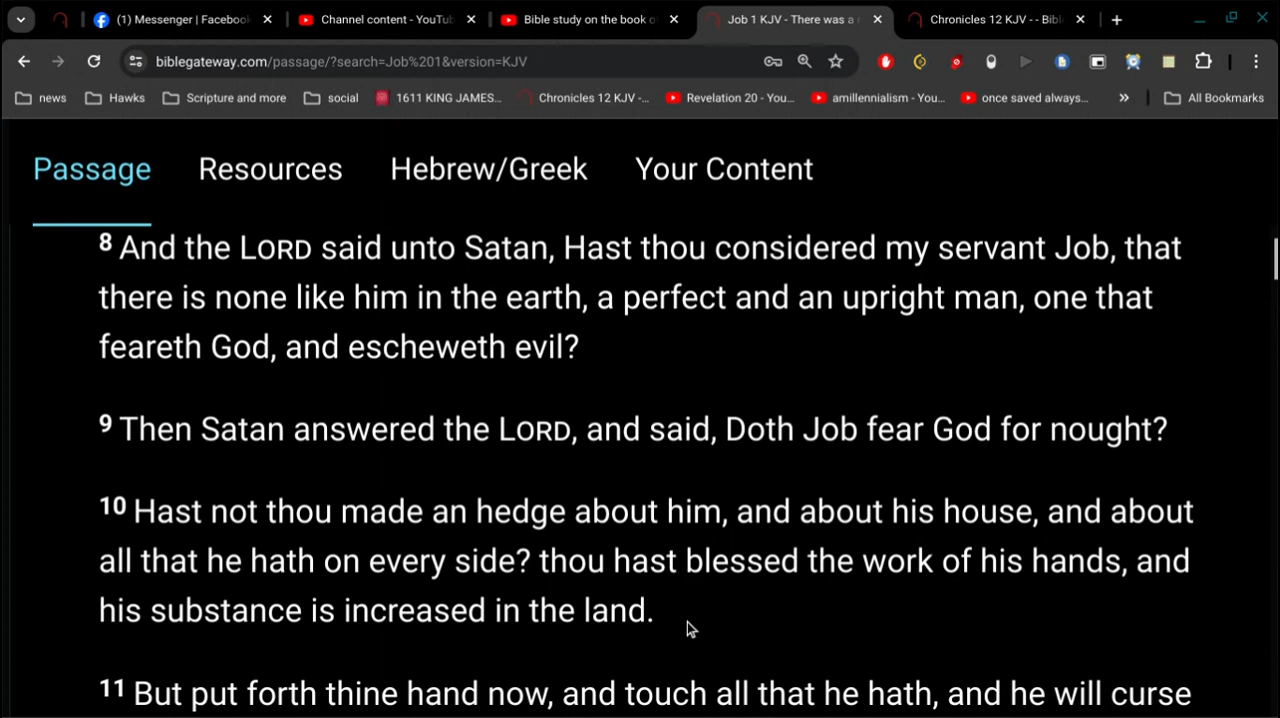 (1) Messenger | Facebook
Channel content - YouTu
Bible study on the book o
Job 1 KJV - There was a
Chronicles 12 KJV - - Bibl
biblegateway.com/passage/?search=Job%201&version=KJV
news
Hawks
Scripture and more
social
1611 KING JAMES...
Chronicles 12 KJV -...
Revelation 20 - You...
amillennialism - You...
once saved always...
»
All Bookmarks
Passage
Resources
Hebrew/Greek
Your Content
8 And the LORD said unto Satan, Hast thou considered my servant Job, that
there is none like him in the earth, a perfect and an upright man, one that
feareth God, and escheweth evil?
9 Then Satan answered the LORD, and said, Doth Job fear God for nought?
10 Hast not thou made an hedge about him, and about his house, and about
all that he hath on every side? thou hast blessed the work of his hands, and
his substance is increased in the land.
11 But put forth thine hand now, and touch all that he hath, and he will curse